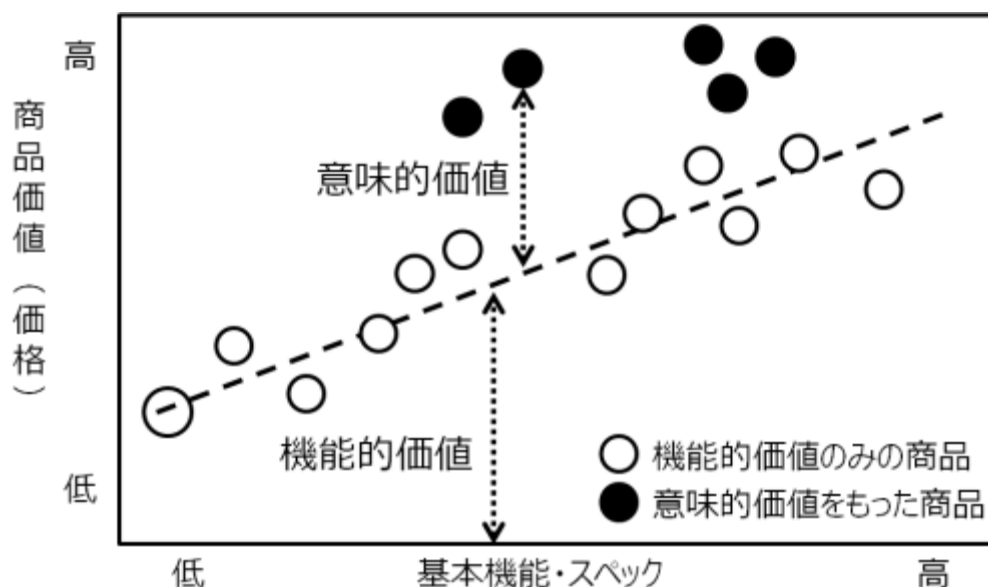 高
商品価値（価格）
低
意味的価値
機能的価値
機能的価値のみの商品
意味的価値をもった商品
低
基本機能・スペック
高